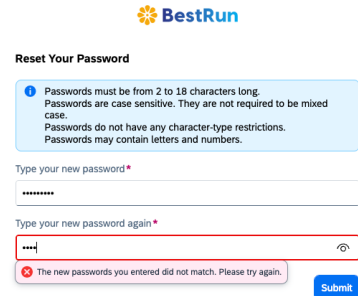 BestRun
Reset Your Password
Passwords must be from 2 to 18 characters long.
Passwords are case sensitive. They are not required to be mixed
case.
Passwords do not have any character-type restrictions.
Passwords may contain letters and numbers.
Type your new password*
•••••••••
Type your new password again*
••••
The new passwords you entered did not match. Please try again.
Submit